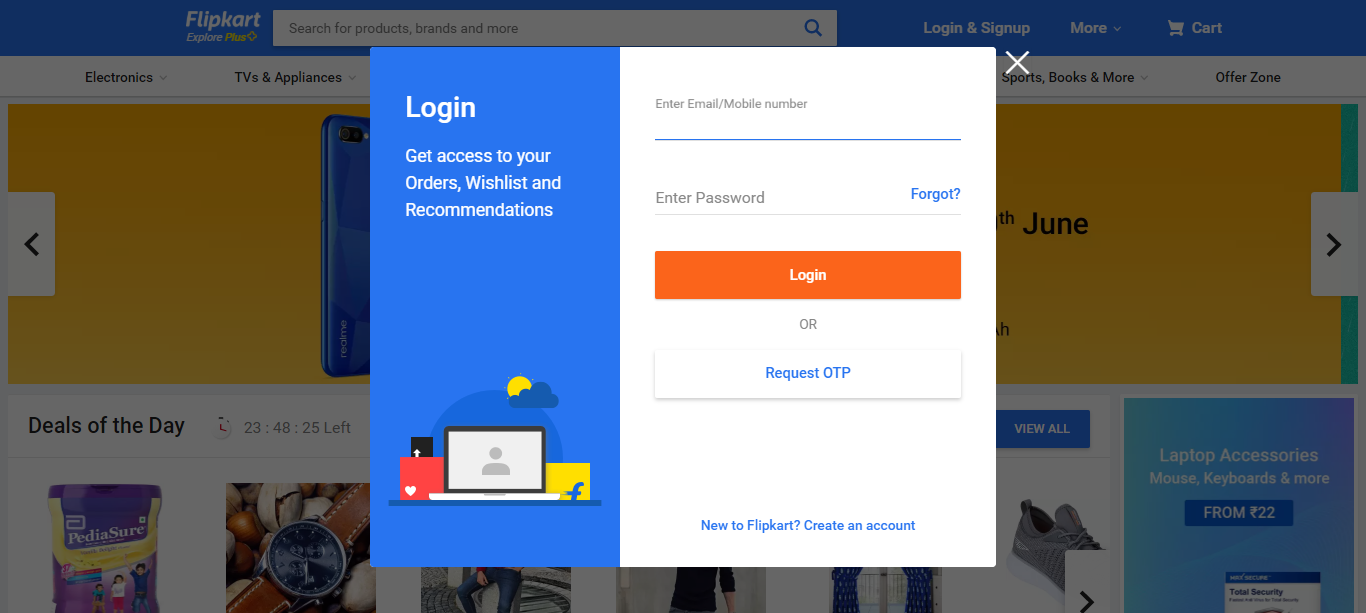 Flipkart
Explore Plus
Search for products, brands and more
Login & Signup
More
Cart
Electronics
TVs & Appliances
Sports, Books & More
Offer Zone
Login
Get access to your
Orders, Wishlist and
Recommendations
Enter Email/Mobile number
Enter Password
Forgot?
Login
OR
Request OTP
New to Flipkart? Create an account
realme
th June
Ah
Deals of the Day
23 : 48 : 25 Left
VIEW ALL
PediaSure
Laptop Accessories
Mouse, Keyboards & more
FROM ₹22
Total Security